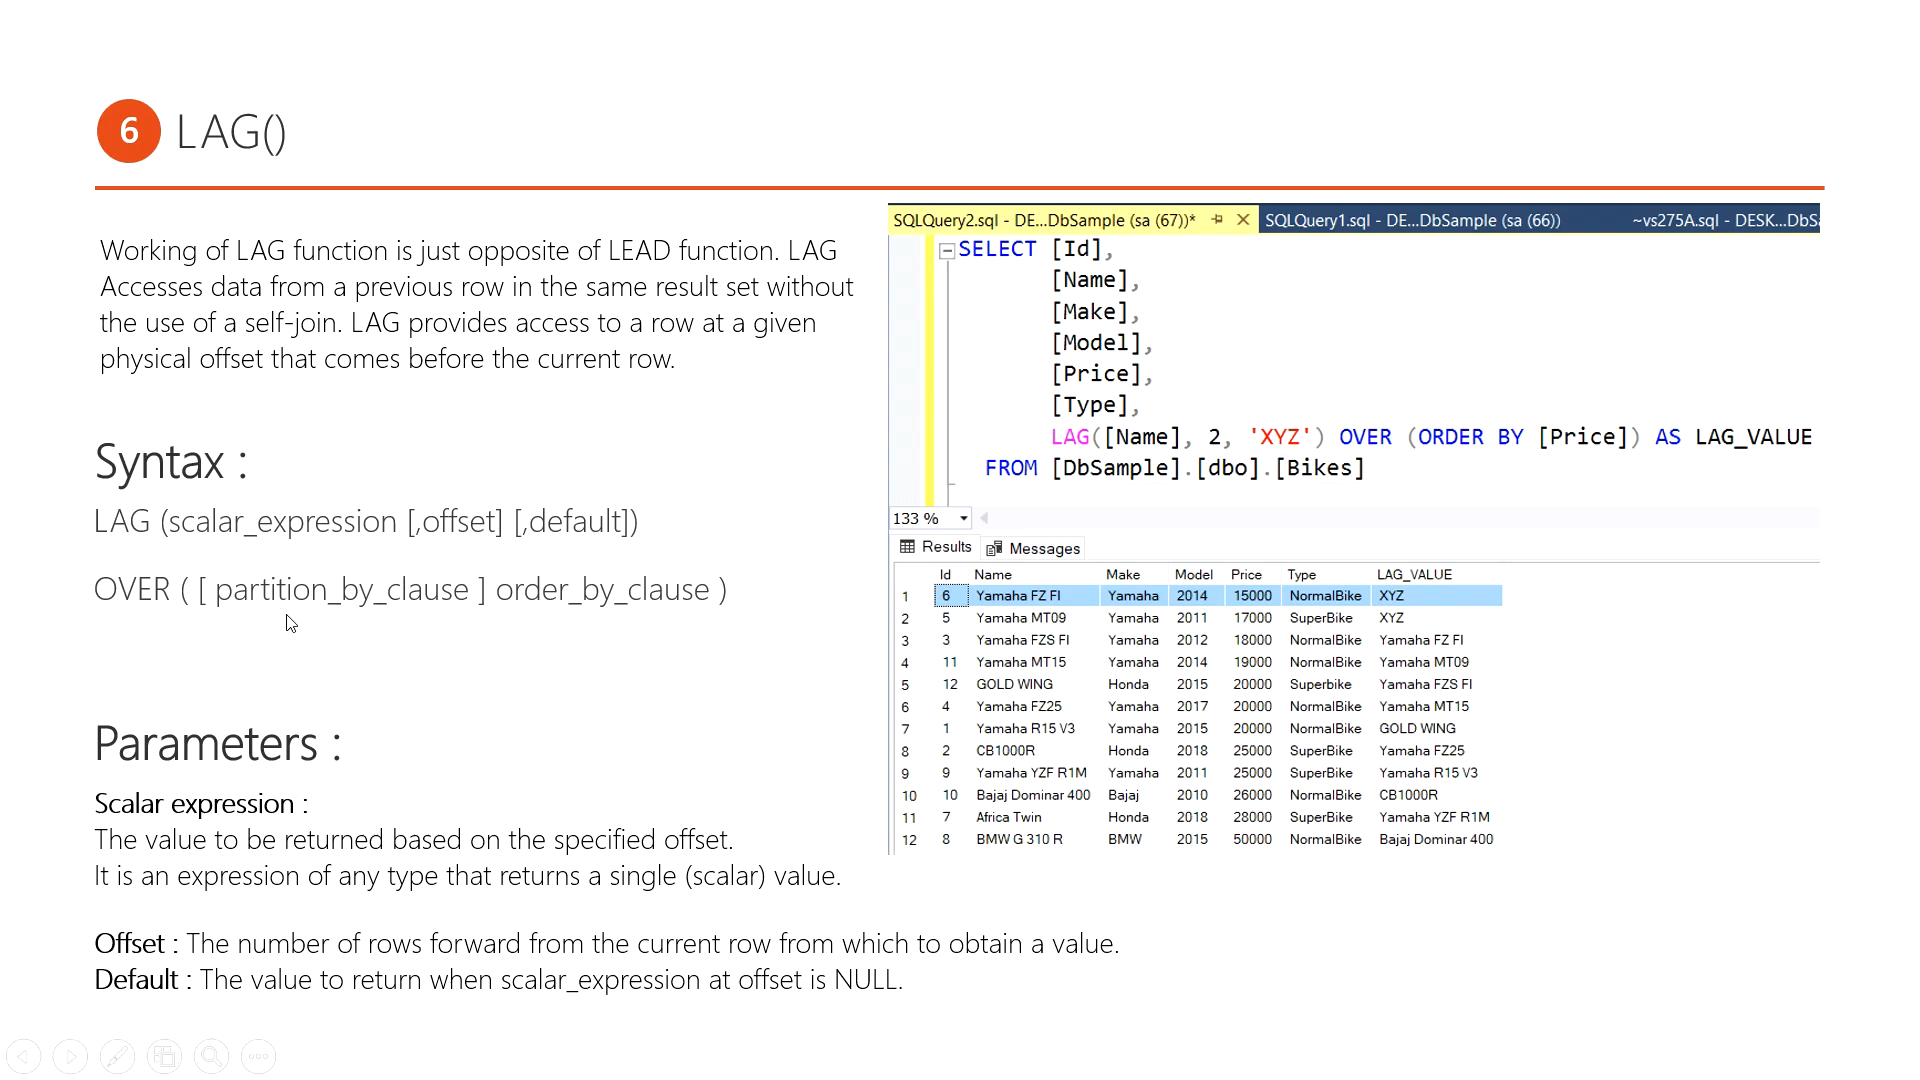 6 LAG()
Working of LAG function is just opposite of LEAD function. LAG
Accesses data from a previous row in the same result set without
the use of a self-join. LAG provides access to a row at a given
physical offset that comes before the current row.
Syntax :
LAG (scalar_expression [,offset] [,default])
OVER ( [ partition_by_clause ] order_by_clause )
Parameters :
Scalar expression :
The value to be returned based on the specified offset.
It is an expression of any type that returns a single (scalar) value.
Offset : The number of rows forward from the current row from which to obtain a value.
Default : The value to return when scalar_expression at offset is NULL.
SQLQuery2.sql - DE...DbSample (sa (67))* SQLQuery1.sql - DE...DbSample (sa (66)) ~vs275A.sql - DESK...DbSa
SELECT [Id],
[Name],
[Make],
[Model],
[Price],
[Type],
LAG([Name], 2, 'XYZ') OVER (ORDER BY [Price]) AS LAG_VALUE
FROM [DbSample].[dbo].[Bikes]
133 %
Results Messages
Id Name Make Model Price Type LAG_VALUE
1 6 Yamaha FZ FI Yamaha 2014 15000 NormalBike XYZ
2 5 Yamaha MT09 Yamaha 2011 17000 SuperBike XYZ
3 3 Yamaha FZS FI Yamaha 2012 18000 NormalBike Yamaha FZ FI
4 11 Yamaha MT15 Yamaha 2014 19000 NormalBike Yamaha MT09
5 12 GOLD WING Honda 2015 20000 Superbike Yamaha FZS FI
6 4 Yamaha FZ25 Yamaha 2017 20000 NormalBike Yamaha MT15
7 1 Yamaha R15 V3 Yamaha 2015 20000 NormalBike GOLD WING
8 2 CB1000R Honda 2018 25000 SuperBike Yamaha FZ25
9 9 Yamaha YZF R1M Yamaha 2011 25000 SuperBike Yamaha R15 V3
10 10 Bajaj Dominar 400 Bajaj 2010 26000 NormalBike CB1000R
11 7 Africa Twin Honda 2018 28000 SuperBike Yamaha YZF R1M
12 8 BMW G 310 R BMW 2015 50000 NormalBike Bajaj Dominar 400